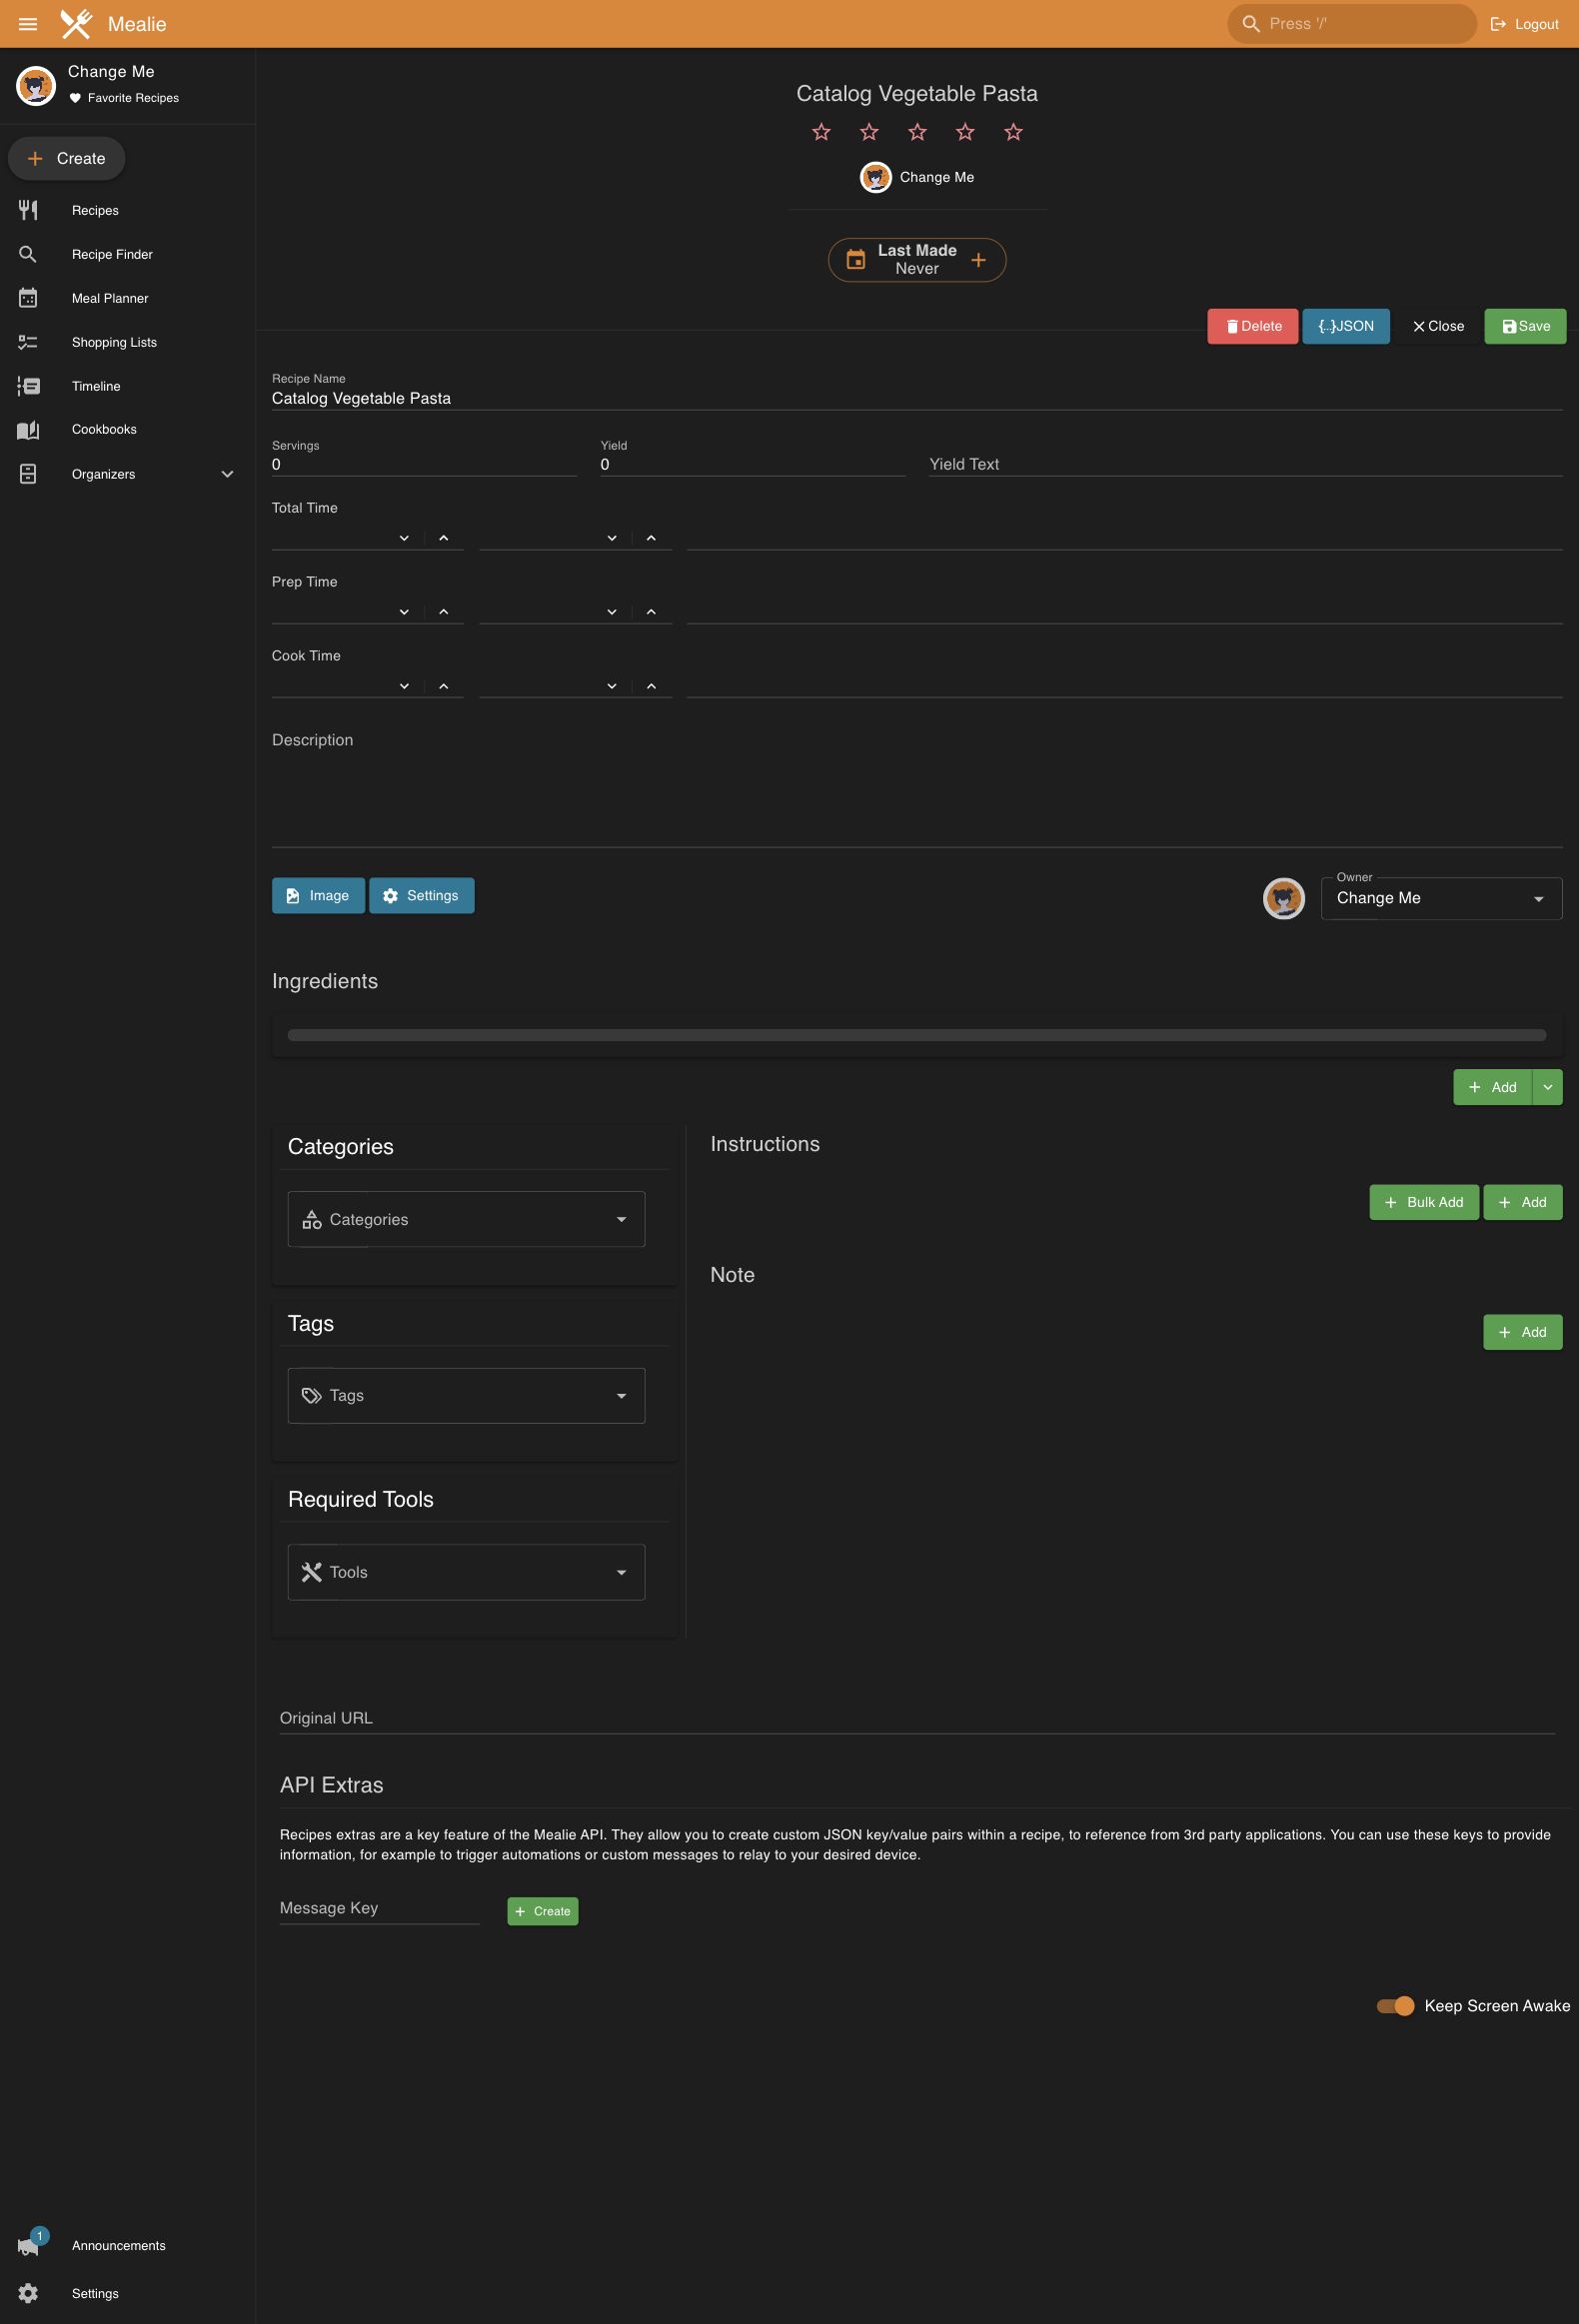 Mealie
Press '/'
Logout
Change Me
Favorite Recipes
Create
Recipes
Recipe Finder
Meal Planner
Shopping Lists
Timeline
Cookbooks
Organizers
Catalog Vegetable Pasta
Change Me
Last Made
Never
Delete
{..}JSON
Close
Save
Recipe Name
Catalog Vegetable Pasta
Servings
0
Yield
0
Yield Text
Total Time
Prep Time
Cook Time
Description
Image
Settings
Owner
Change Me
Ingredients
Add
Categories
Categories
Tags
Tags
Required Tools
Tools
Instructions
Bulk Add
Add
Note
Add
Original URL
API Extras
Recipes extras are a key feature of the Mealie API. They allow you to create custom JSON key/value pairs within a recipe, to reference from 3rd party applications. You can use these keys to provide
information, for example to trigger automations or custom messages to relay to your desired device.
Message Key
Create
Keep Screen Awake
1
Announcements
Settings